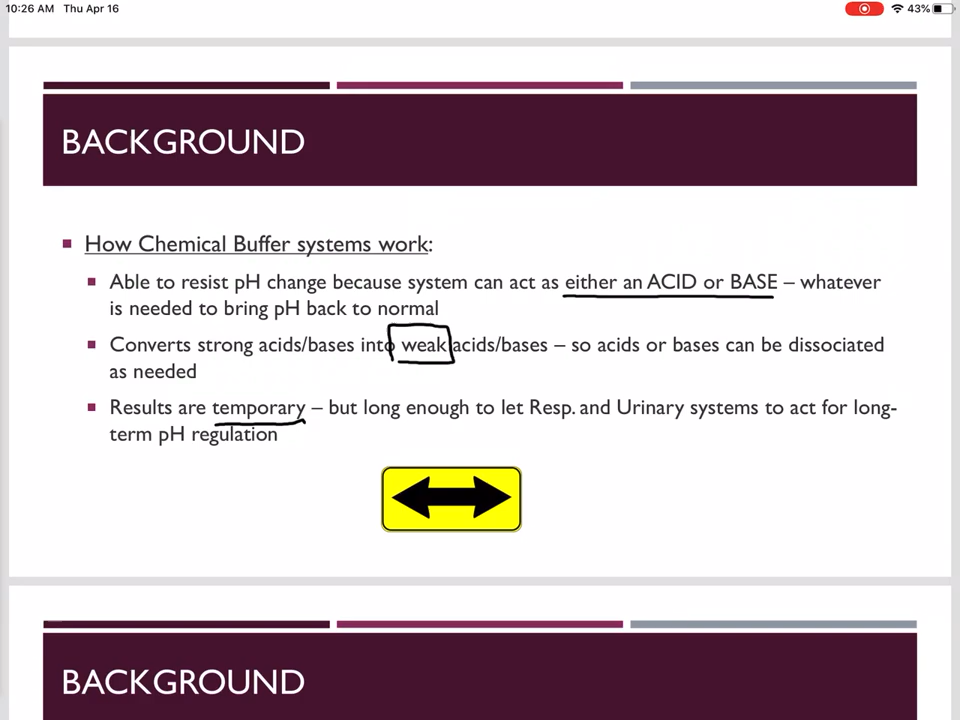 10:26 AM Thu Apr 16
43%
BACKGROUND
How Chemical Buffer systems work:
Able to resist pH change because system can act as either an ACID or BASE – whatever
is needed to bring pH back to normal
Converts strong acids/bases into weak acids/bases – so acids or bases can be dissociated
as needed
Results are temporary – but long enough to let Resp. and Urinary systems to act for long-
term pH regulation
BACKGROUND